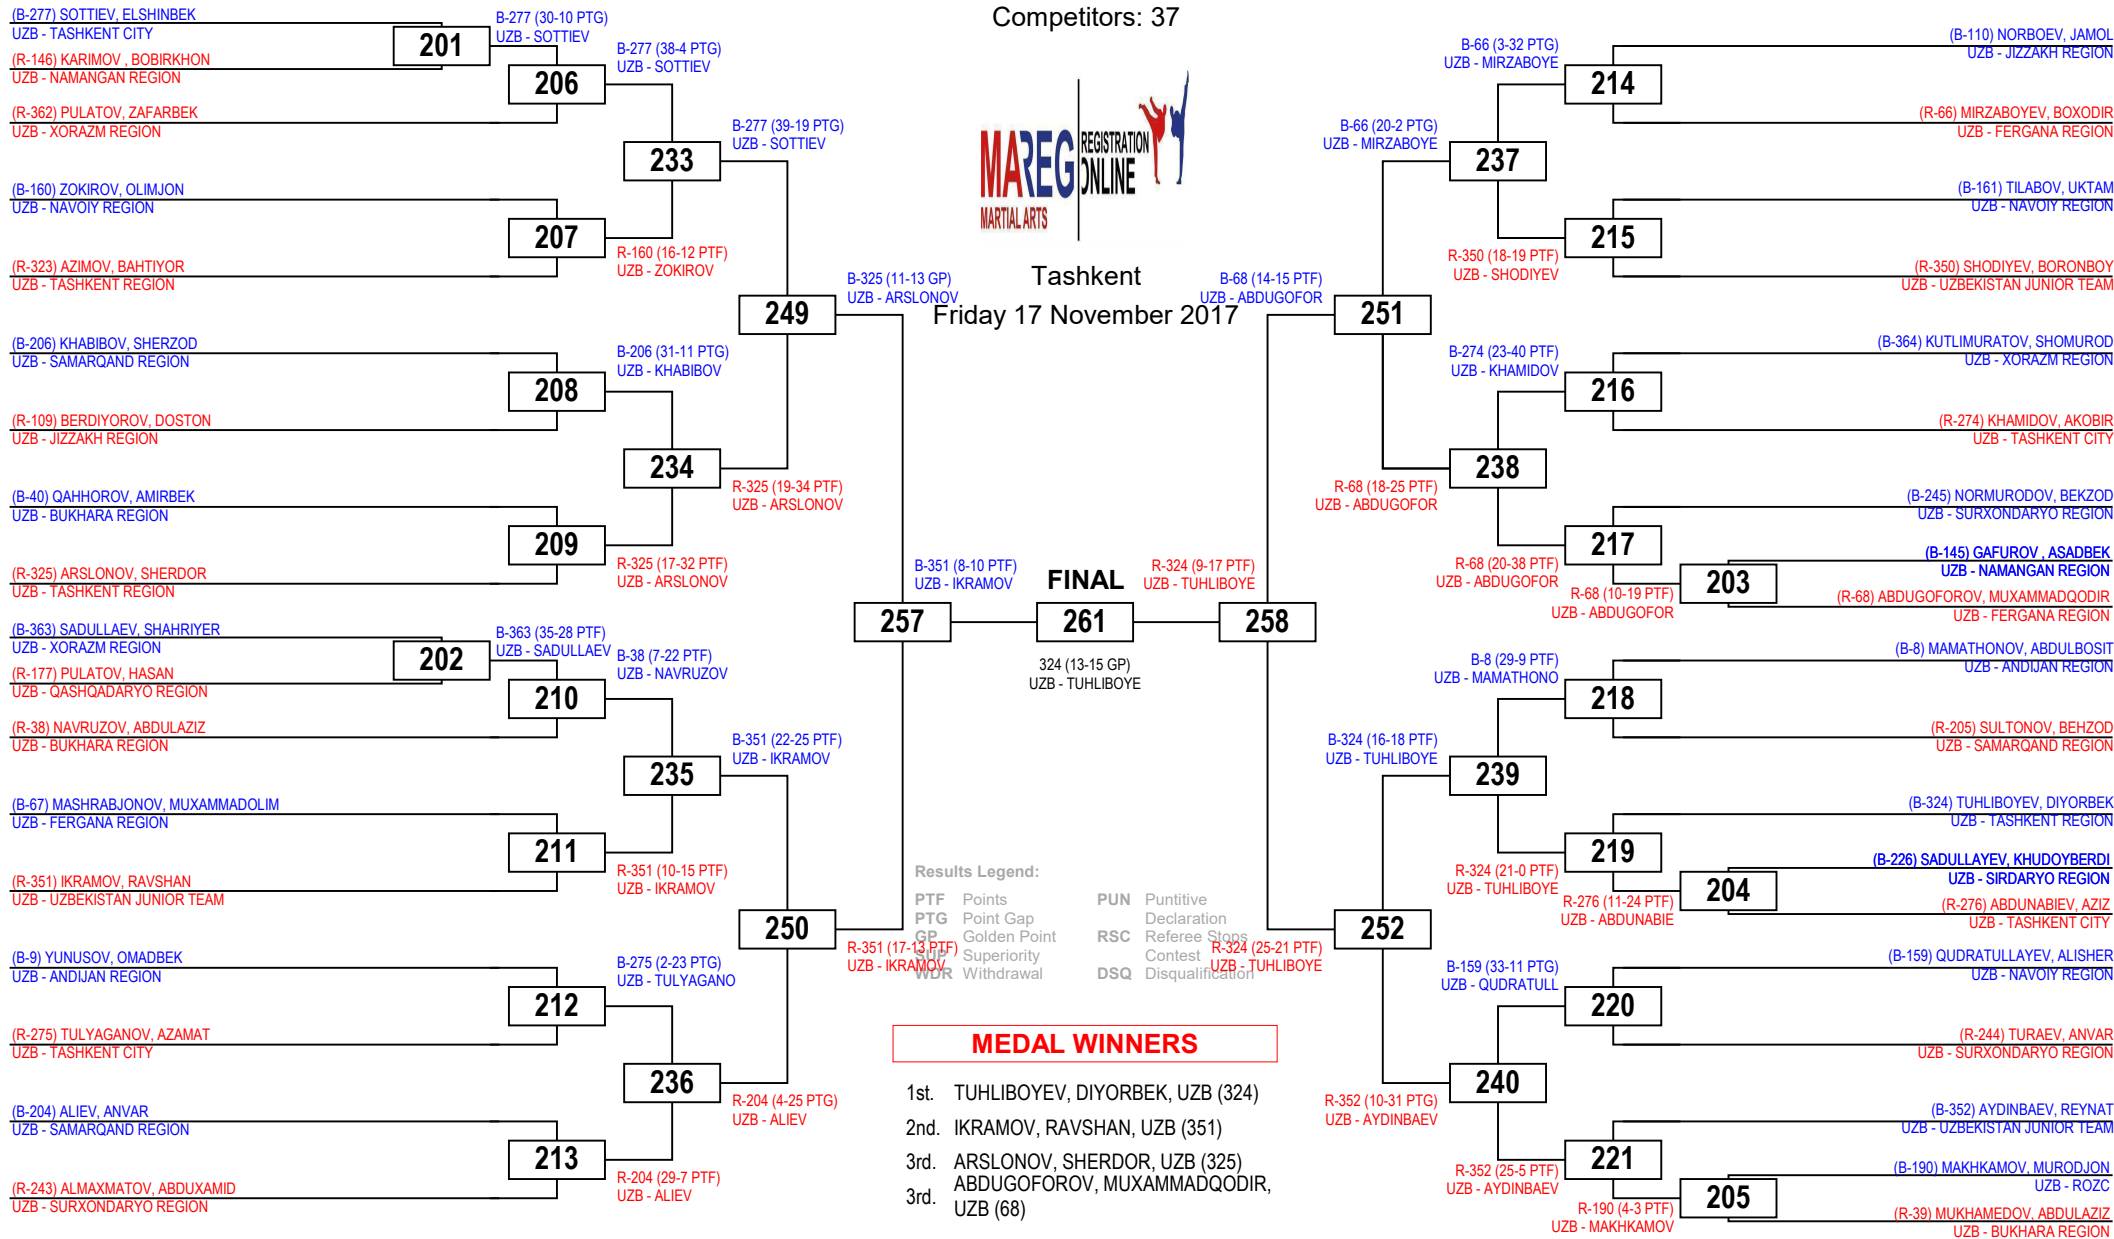 Competitors: 37
MAREG
REGISTRATION
ONLINE
MARTIAL ARTS
Tashkent
Friday 17 November 2017
(B-277) SOTTIEV, ELSHINBEK
UZB - TASHKENT CITY
(R-146) KARIMOV , BOBIRKHON
UZB - NAMANGAN REGION
(R-362) PULATOV, ZAFARBEK
UZB - XORAZM REGION
(B-160) ZOKIROV, OLIMJON
UZB - NAVOIY REGION
(R-323) AZIMOV, BAHTIYOR
UZB - TASHKENT REGION
(B-206) KHABIBOV, SHERZOD
UZB - SAMARQAND REGION
(R-109) BERDIYOROV, DOSTON
UZB - JIZZAKH REGION
(B-40) QAHHOROV, AMIRBEK
UZB - BUKHARA REGION
(R-325) ARSLONOV, SHERDOR
UZB - TASHKENT REGION
(B-363) SADULLAEV, SHAHRIYER
UZB - XORAZM REGION
(R-177) PULATOV, HASAN
UZB - QASHQADARYO REGION
(R-38) NAVRUZOV, ABDULAZIZ
UZB - BUKHARA REGION
(B-67) MASHRABJONOV, MUXAMMADOLIM
UZB - FERGANA REGION
(R-351) IKRAMOV, RAVSHAN
UZB - UZBEKISTAN JUNIOR TEAM
(B-9) YUNUSOV, OMADBEK
UZB - ANDIJAN REGION
(R-275) TULYAGANOV, AZAMAT
UZB - TASHKENT CITY
(B-204) ALIEV, ANVAR
UZB - SAMARQAND REGION
(R-243) ALMAXMATOV, ABDUXAMID
UZB - SURXONDARYO REGION
201
202
B-277 (30-10 PTG)
UZB - SOTTIEV
B-363 (35-28 PTF)
UZB - SADULLAEV
206
207
208
209
210
211
212
213
B-277 (38-4 PTG)
UZB - SOTTIEV
R-160 (16-12 PTF)
UZB - ZOKIROV
B-206 (31-11 PTG)
UZB - KHABIBOV
R-325 (17-32 PTF)
UZB - ARSLONOV
B-38 (7-22 PTF)
UZB - NAVRUZOV
R-351 (10-15 PTF)
UZB - IKRAMOV
B-275 (2-23 PTG)
UZB - TULYAGANO
R-204 (29-7 PTF)
UZB - ALIEV
233
234
235
236
B-277 (39-19 PTG)
UZB - SOTTIEV
R-325 (19-34 PTF)
UZB - ARSLONOV
B-351 (22-25 PTF)
UZB - IKRAMOV
R-204 (4-25 PTG)
UZB - ALIEV
249
250
B-325 (11-13 GP)
UZB - ARSLONOV
R-351 (17-13 PTF)
UZB - IKRAMOV
257
B-351 (8-10 PTF)
UZB - IKRAMOV
FINAL
261
324 (13-15 GP)
UZB - TUHLIBOYE
R-324 (9-17 PTF)
UZB - TUHLIBOYE
258
B-68 (14-15 PTF)
UZB - ABDUGOFOR
R-324 (25-21 PTF)
UZB - TUHLIBOYE
251
252
B-66 (20-2 PTG)
UZB - MIRZABOYE
R-68 (18-25 PTF)
UZB - ABDUGOFOR
B-324 (16-18 PTF)
UZB - TUHLIBOYE
R-352 (10-31 PTG)
UZB - AYDINBAEV
237
238
239
240
B-66 (3-32 PTG)
UZB - MIRZABOYE
R-350 (18-19 PTF)
UZB - SHODIYEV
B-274 (23-40 PTF)
UZB - KHAMIDOV
R-68 (20-38 PTF)
UZB - ABDUGOFOR
B-8 (29-9 PTF)
UZB - MAMATHONO
R-324 (21-0 PTF)
UZB - TUHLIBOYE
B-159 (33-11 PTG)
UZB - QUDRATULL
R-352 (25-5 PTF)
UZB - AYDINBAEV
214
215
216
217
218
219
220
221
R-68 (10-19 PTF)
UZB - ABDUGOFOR
R-276 (11-24 PTF)
UZB - ABDUNABIE
R-190 (4-3 PTF)
UZB - MAKHKAMOV
203
204
205
(B-110) NORBOEV, JAMOL
UZB - JIZZAKH REGION
(R-66) MIRZABOYEV, BOXODIR
UZB - FERGANA REGION
(B-161) TILABOV, UKTAM
UZB - NAVOIY REGION
(R-350) SHODIYEV, BORONBOY
UZB - UZBEKISTAN JUNIOR TEAM
(B-364) KUTLIMURATOV, SHOMUROD
UZB - XORAZM REGION
(R-274) KHAMIDOV, AKOBIR
UZB - TASHKENT CITY
(B-245) NORMURODOV, BEKZOD
UZB - SURXONDARYO REGION
(B-145) GAFUROV , ASADBEK
UZB - NAMANGAN REGION
(R-68) ABDUGOFOROV, MUXAMMADQODIR
UZB - FERGANA REGION
(B-8) MAMATHONOV, ABDULBOSIT
UZB - ANDIJAN REGION
(R-205) SULTONOV, BEHZOD
UZB - SAMARQAND REGION
(B-324) TUHLIBOYEV, DIYORBEK
UZB - TASHKENT REGION
(B-226) SADULLAYEV, KHUDOYBERDI
UZB - SIRDARYO REGION
(R-276) ABDUNABIEV, AZIZ
UZB - TASHKENT CITY
(B-159) QUDRATULLAYEV, ALISHER
UZB - NAVOIY REGION
(R-244) TURAEV, ANVAR
UZB - SURXONDARYO REGION
(B-352) AYDINBAEV, REYNAT
UZB - UZBEKISTAN JUNIOR TEAM
(B-190) MAKHKAMOV, MURODJON
UZB - ROZC
(R-39) MUKHAMEDOV, ABDULAZIZ
UZB - BUKHARA REGION
Results Legend:
PTF Points
PTG Point Gap
GP Golden Point
SUP Superiority
WDR Withdrawal
PUN Puntitive
Declaration
RSC Referee Stops
Contest
DSQ Disqualification
MEDAL WINNERS
1st. TUHLIBOYEV, DIYORBEK, UZB (324)
2nd. IKRAMOV, RAVSHAN, UZB (351)
3rd. ARSLONOV, SHERDOR, UZB (325)
3rd. ABDUGOFOROV, MUXAMMADQODIR,
UZB (68)